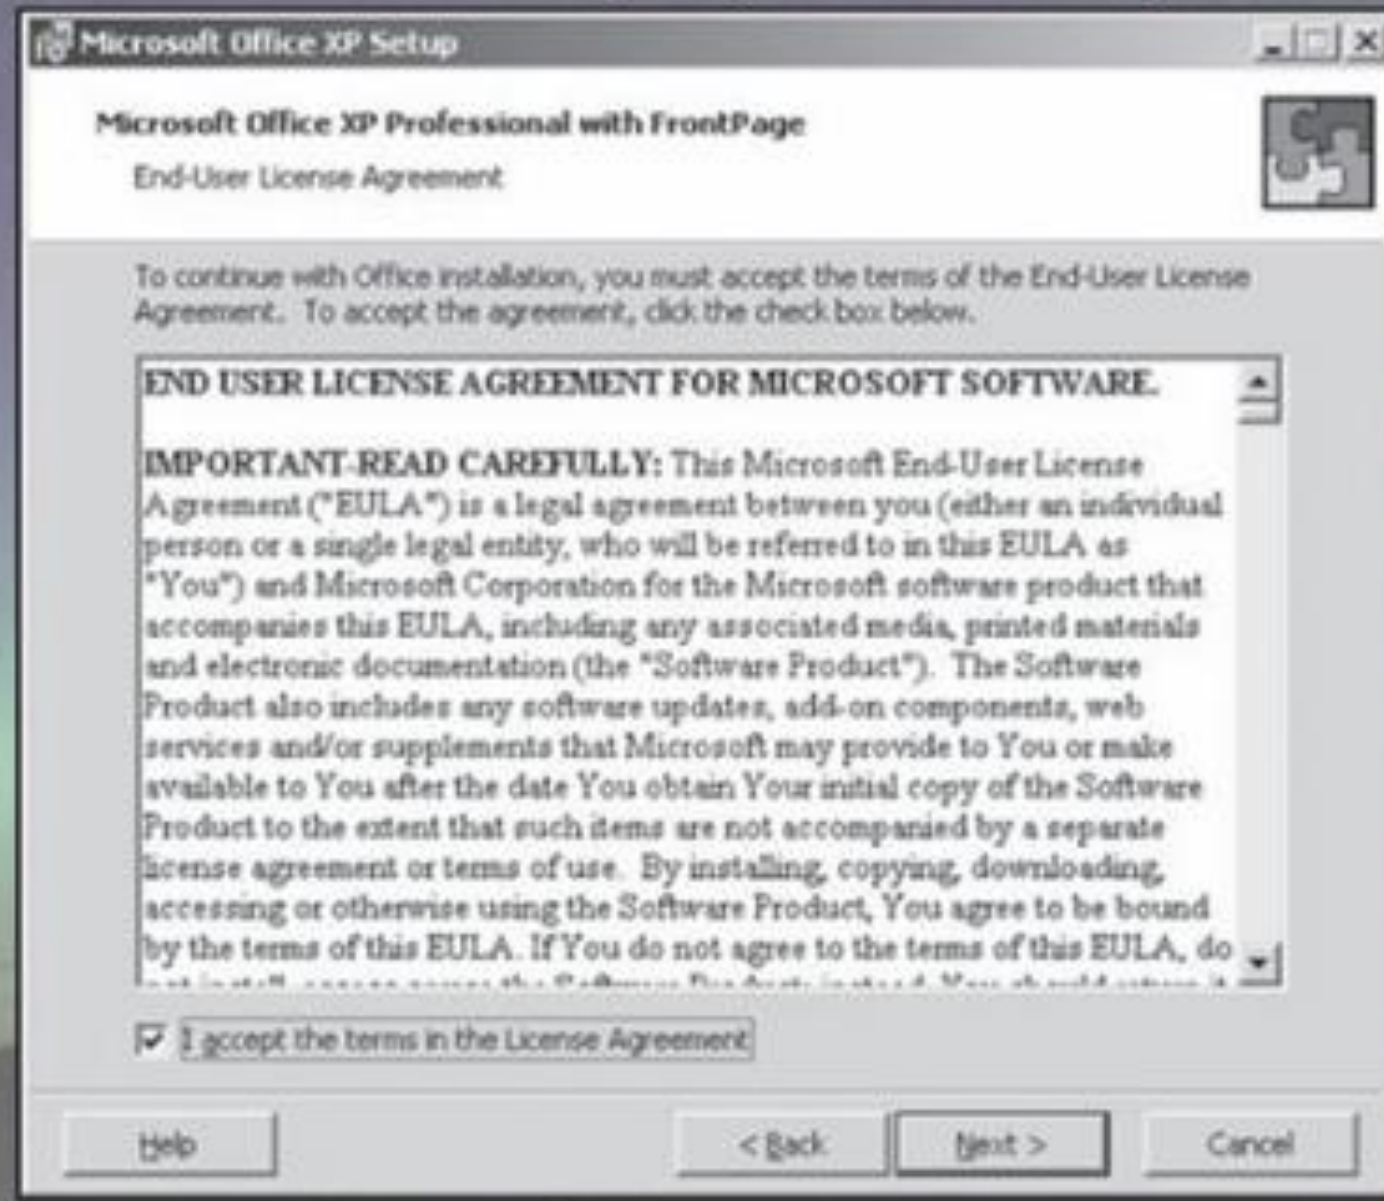 Microsoft Office XP Setup
Microsoft Office XP Professional with FrontPage
End-User License Agreement
To continue with Office installation, you must accept the terms of the End-User License
Agreement. To accept the agreement, click the check box below.
END USER LICENSE AGREEMENT FOR MICROSOFT SOFTWARE.
IMPORTANT-READ CAREFULLY: This Microsoft End-User License
Agreement ("EULA") is a legal agreement between you (either an individual
person or a single legal entity, who will be referred to in this EULA as
"You") and Microsoft Corporation for the Microsoft software product that
accompanies this EULA, including any associated media, printed materials
and electronic documentation (the "Software Product"). The Software
Product also includes any software updates, add-on components, web
services and/or supplements that Microsoft may provide to You or make
available to You after the date You obtain Your initial copy of the Software
Product to the extent that such items are not accompanied by a separate
license agreement or terms of use. By installing, copying, downloading,
accessing or otherwise using the Software Product, You agree to be bound
by the terms of this EULA. If You do not agree to the terms of this EULA, do
I accept the terms in the License Agreement
Help
< Back
Next >
Cancel